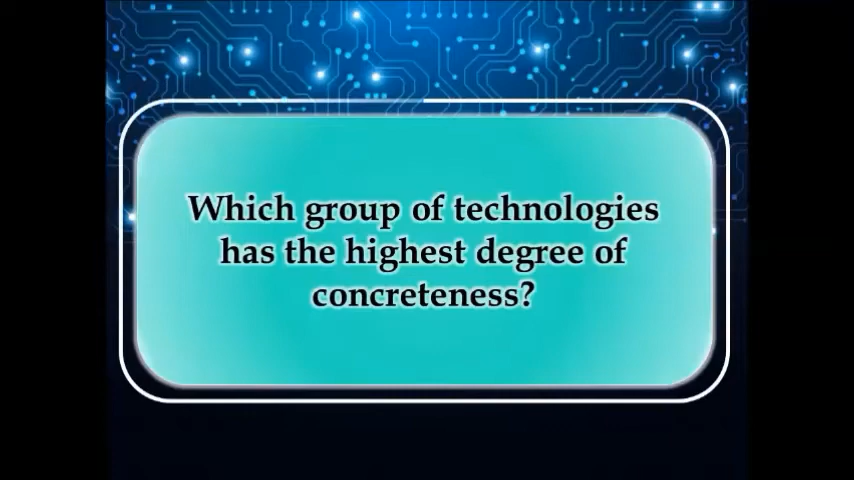 Which group of technologies
has the highest degree of
concreteness?